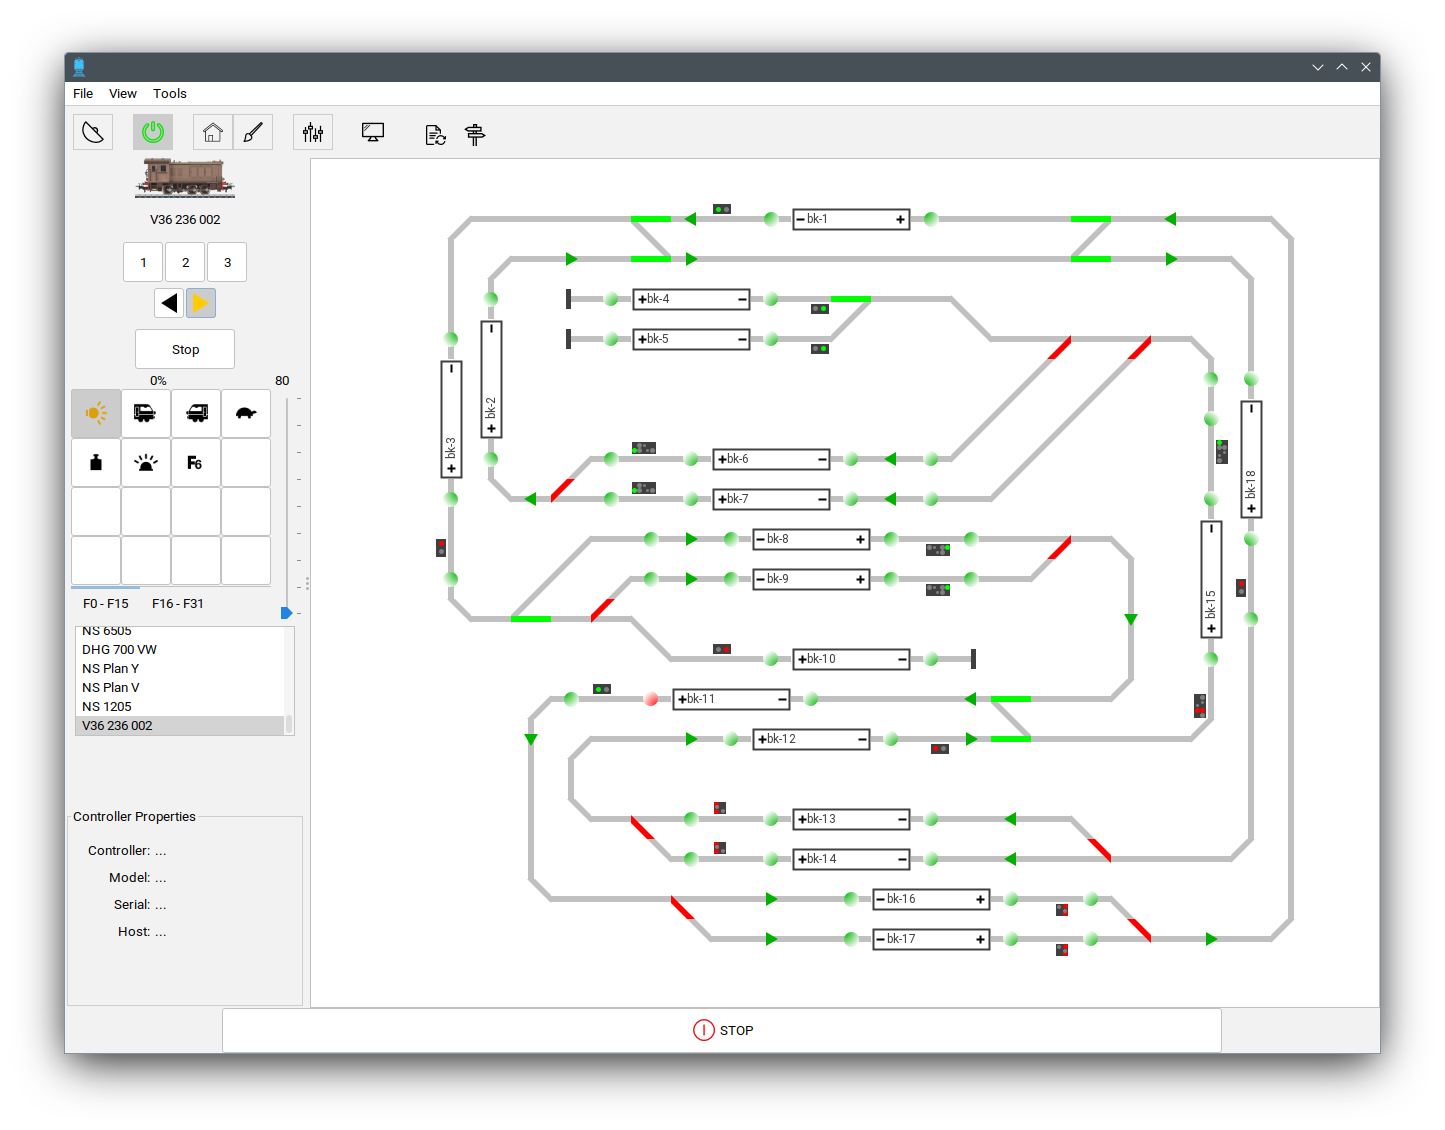 File View Tools
V36 236 002
1 2 3
Stop
0% 80
F6
F0 - F15 F16 - F31
NS 6505
DHG 700 VW
NS Plan Y
NS Plan V
NS 1205
V36 236 002
Controller Properties
Controller: ...
Model: ...
Serial: ...
Host: ...
- bk-1 +
+bk-4 -
+bk-5 -
- bk-2 +
- bk-3 +
+bk-6 -
+bk-7 -
- bk-8 +
- bk-9 +
+bk-10 -
+bk-11 -
+bk-12 -
+bk-13 -
+bk-14 -
- bk-15 +
- bk-16 +
- bk-17 +
- bk-18 +
STOP